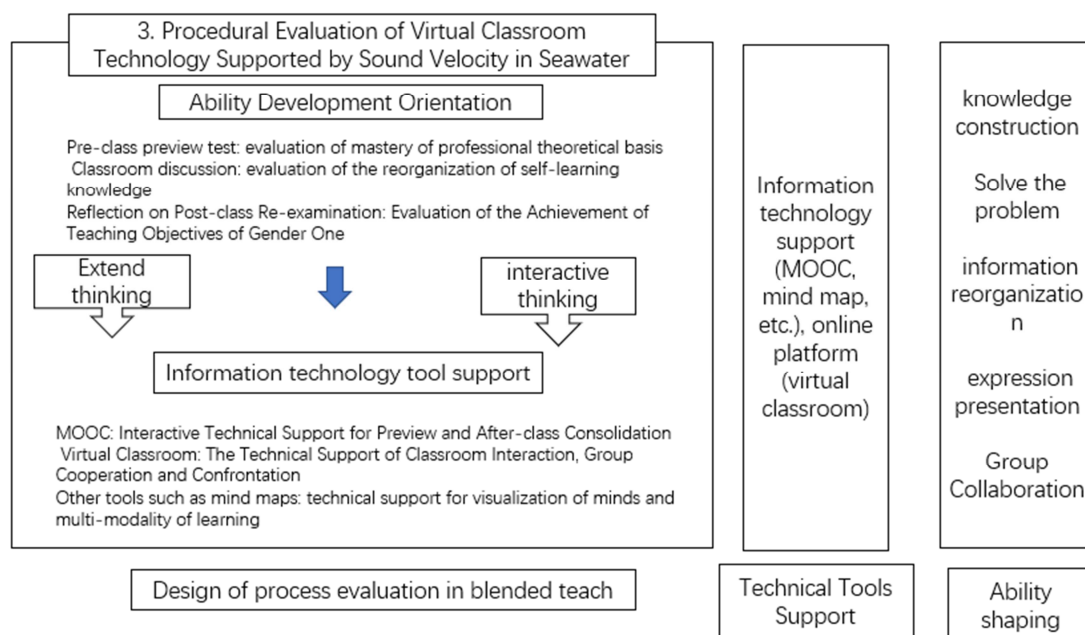 3. Procedural Evaluation of Virtual Classroom
Technology Supported by Sound Velocity in Seawater
Ability Development Orientation
Pre-class preview test: evaluation of mastery of professional theoretical basis
Classroom discussion: evaluation of the reorganization of self-learning
knowledge
Reflection on Post-class Re-examination: Evaluation of the Achievement of
Teaching Objectives of Gender One
Extend
thinking
interactive
thinking
Information technology tool support
MOOC: Interactive Technical Support for Preview and After-class Consolidation
Virtual Classroom: The Technical Support of Classroom Interaction, Group
Cooperation and Confrontation
Other tools such as mind maps: technical support for visualization of minds and
multi-modality of learning
Design of process evaluation in blended teach
Information
technology
support
(MOOC,
mind map,
etc.), online
platform
(virtual
classroom)
Technical Tools
Support
knowledge
construction
Solve the
problem
information
reorganizatio
n
expression
presentation
Group
Collaboration
Ability
shaping